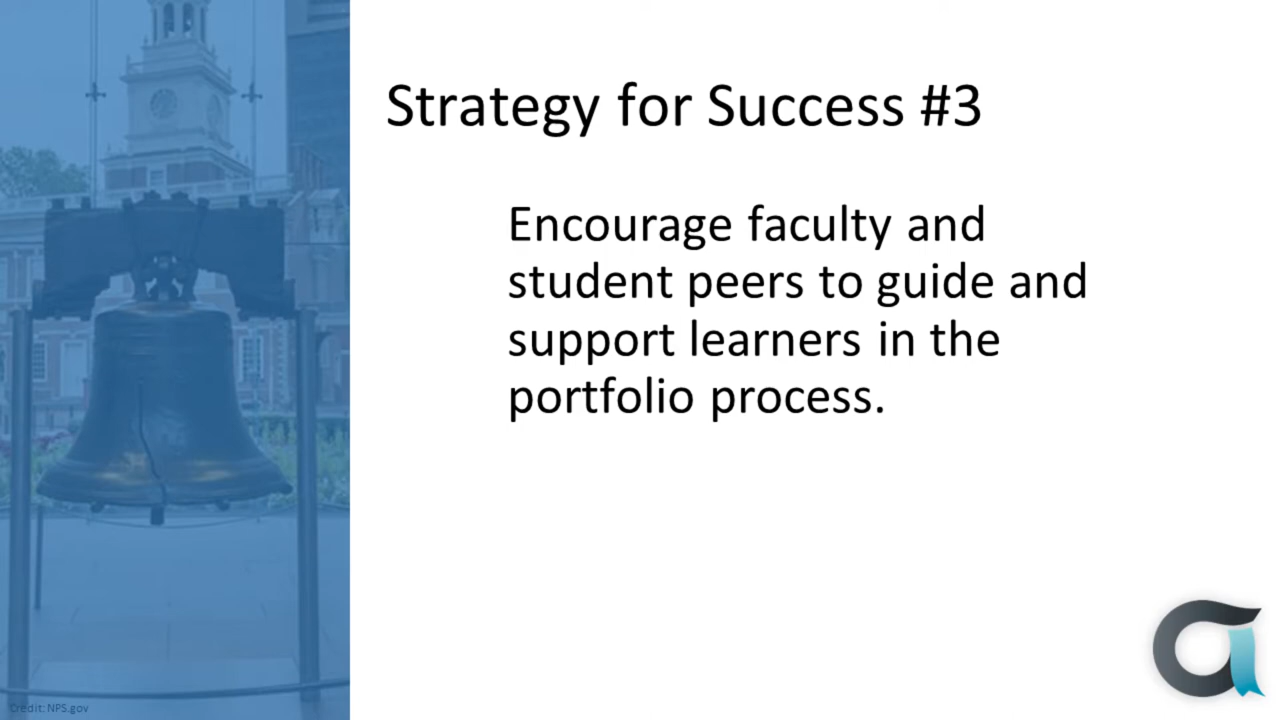 Strategy for Success #3
Encourage faculty and
student peers to guide and
support learners in the
portfolio process.
Credit: NPS.gov